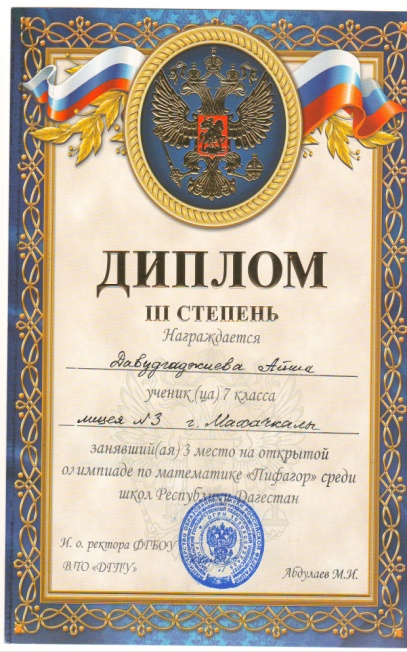 ДИПЛОМ
III СТЕПЕНЬ
Награждается
Давудгаджиева Айша
ученик (ца) 7 класса
лицея №3 г. Махачкалы
занявший(ая) 3 место на открытой
олимпиаде по математике «Пифагор» среди
школ Республики Дагестан
И. о. ректора ФГБОУ
ВПО «ДГТУ»
Абдулаев М.И.